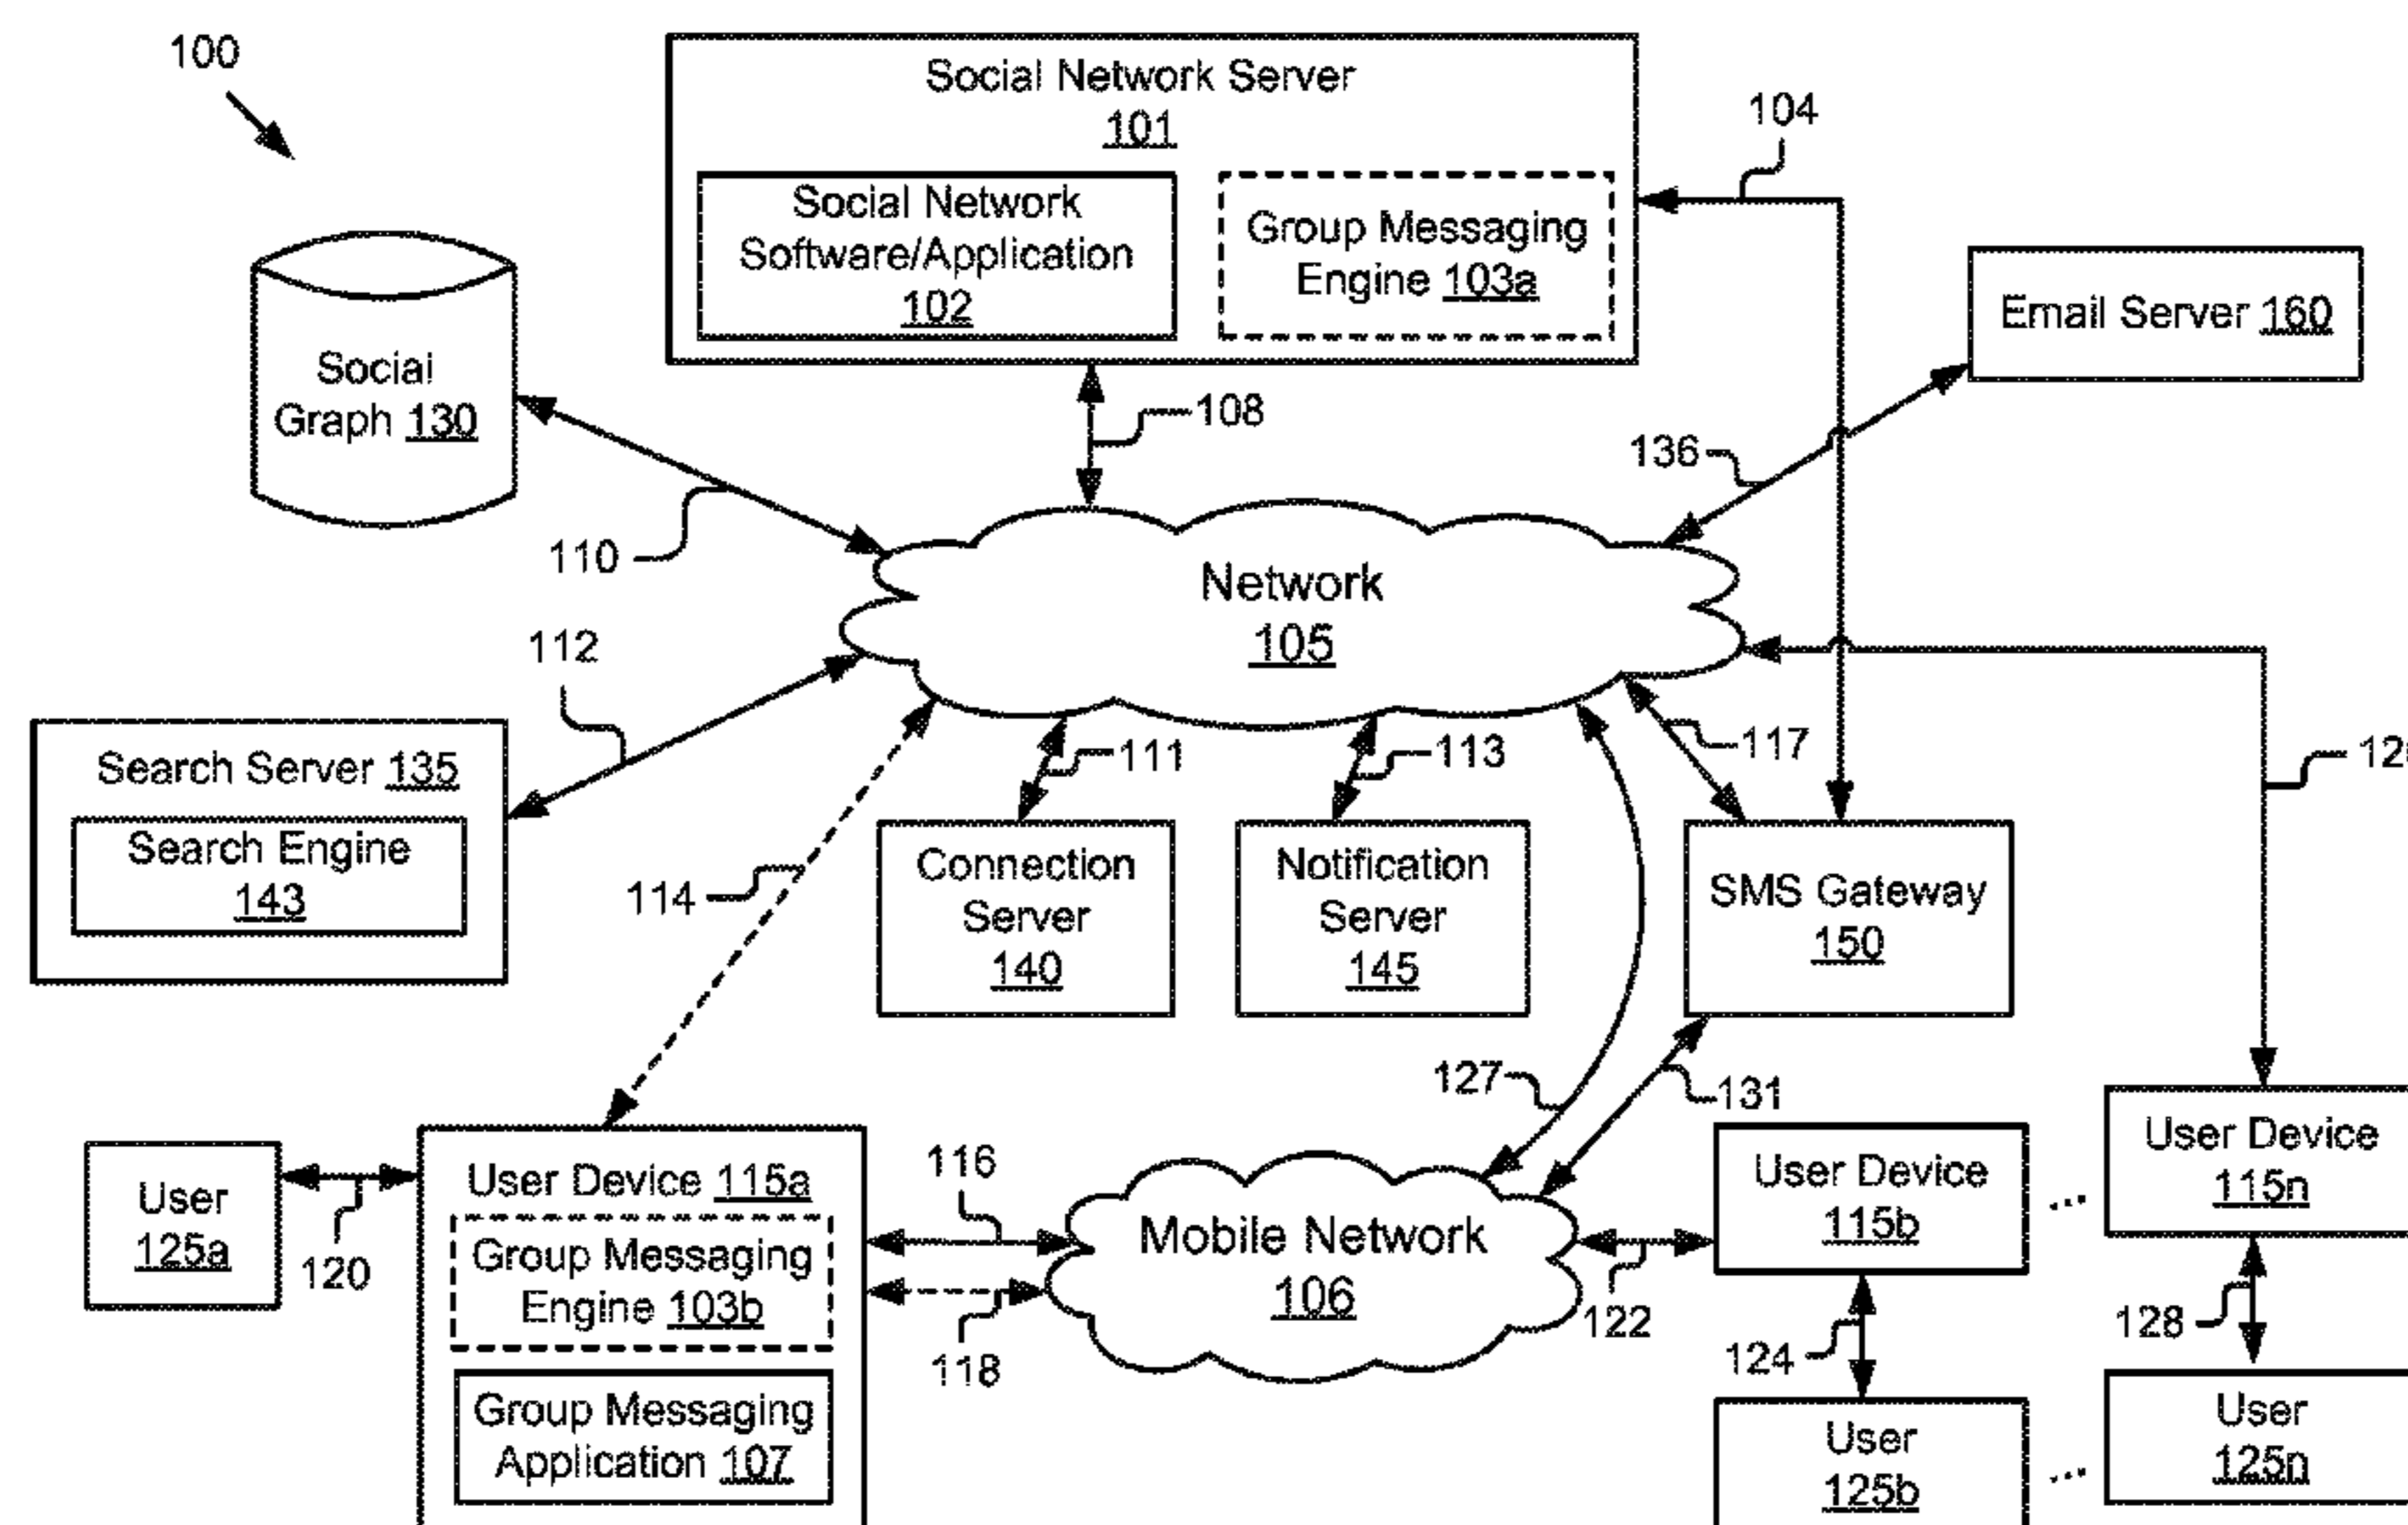 100
Social Network Server
101
104
Social Network
Software/Application
102
Group Messaging
Engine 103a
Email Server 160
Social
Graph 130
108
136
110
Network
105
112
Search Server 135
Search Engine
143
111
113
117
114
Connection
Server
140
Notification
Server
145
SMS Gateway
150
127
131
User
125a
120
User Device 115a
Group Messaging
Engine 103b
Group Messaging
Application 107
116
118
Mobile Network
106
122
User Device
115b
...
User Device
115n
124
128
User
125b
...
User
125n